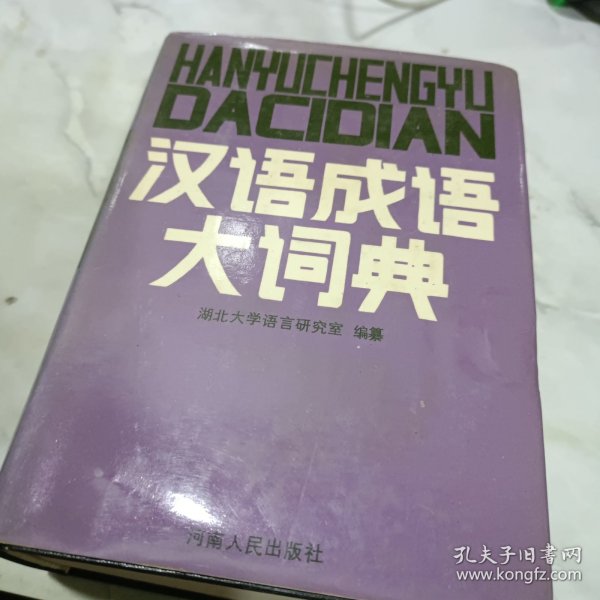 HANYUCHENGYU
DACIDIAN
汉语成语
大词典
湖北大学语言研究室 编纂
河南人民出版社
孔夫子旧书网
www.kongfz.com